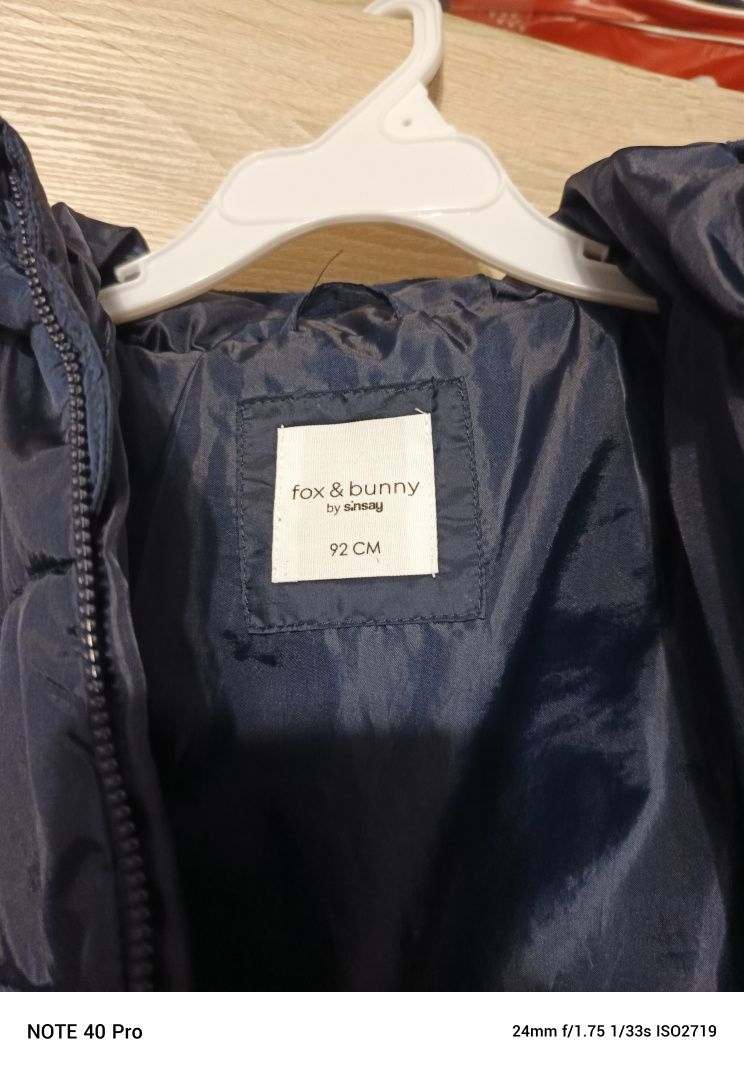 fox & bunny
by sinsay
92 CM
NOTE 40 Pro
24mm f/1.75 1/33s ISO2719